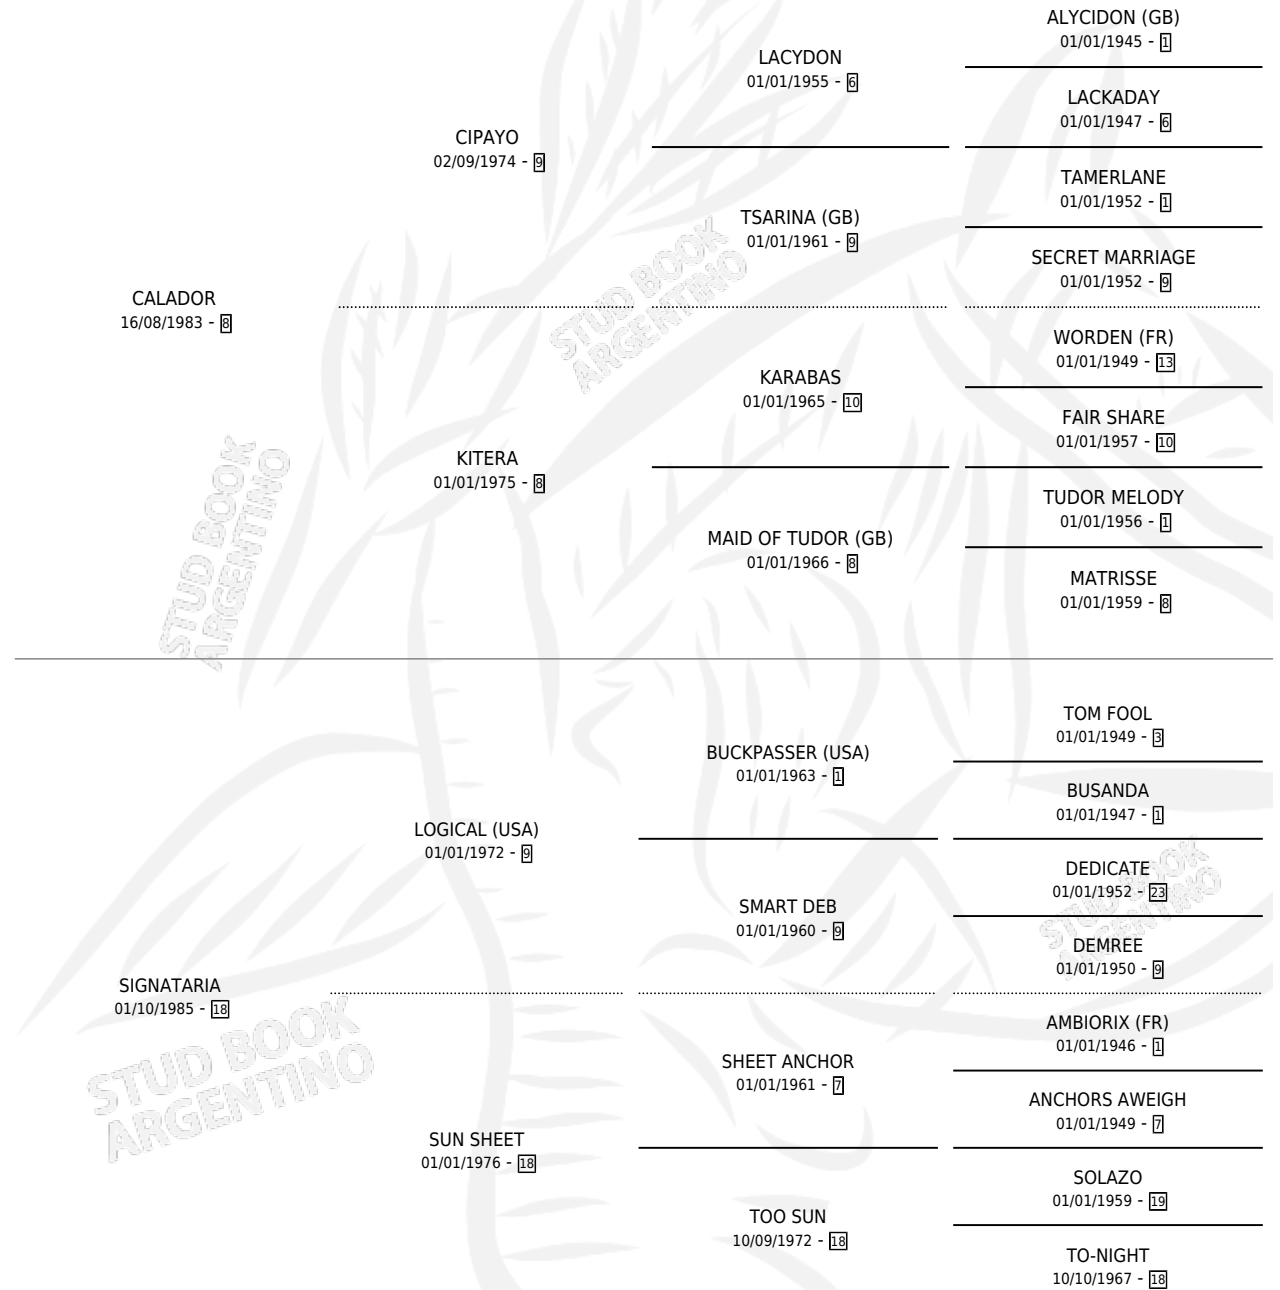 ALYCIDON (GB)
01/01/1945 - 1
LACYDON
01/01/1955 - 6
LACKADAY
01/01/1947 - 6
CIPAYO
02/09/1974 - 9
TAMERLANE
01/01/1952 - 1
TSARINA (GB)
01/01/1961 - 9
SECRET MARRIAGE
01/01/1952 - 9
CALADOR
16/08/1983 - 8
WORDEN (FR)
01/01/1949 - 13
KARABAS
01/01/1965 - 10
FAIR SHARE
01/01/1957 - 10
KITERA
01/01/1975 - 8
TUDOR MELODY
01/01/1956 - 1
MAID OF TUDOR (GB)
01/01/1966 - 8
MATRISSE
01/01/1959 - 8
TOM FOOL
01/01/1949 - 3
BUCKPASSER (USA)
01/01/1963 - 1
BUSANDA
01/01/1947 - 1
LOGICAL (USA)
01/01/1972 - 9
DEDICATE
01/01/1952 - 23
SMART DEB
01/01/1960 - 9
DEMREE
01/01/1950 - 9
SIGNATARIA
01/10/1985 - 18
AMBIORIX (FR)
01/01/1946 - 1
SHEET ANCHOR
01/01/1961 - 7
ANCHORS AWEIGH
01/01/1949 - 7
SUN SHEET
01/01/1976 - 18
SOLAZO
01/01/1959 - 19
TOO SUN
10/09/1972 - 18
TO-NIGHT
10/10/1967 - 18
STUD BOOK
ARGENTINO
STUD BOOK
ARGENTINO
STUD BOOK
ARGENTINO
STUD BOOK
ARGENTINO